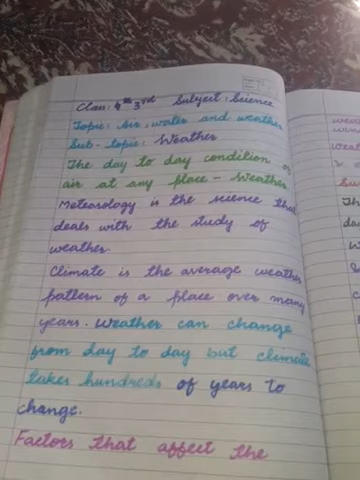 Class: 4th 3rd Subject: Science
Topic: Air, water and weather
Sub-topic: Weather
The day to day condition of
air at any place - Weather
Meteorology is the science that
deals with the study of
weather.
Climate is the average weather
pattern of a place over many
years. Weather can change
from day to day but climate
takes hundreds of years to
change.
Factors that affect the